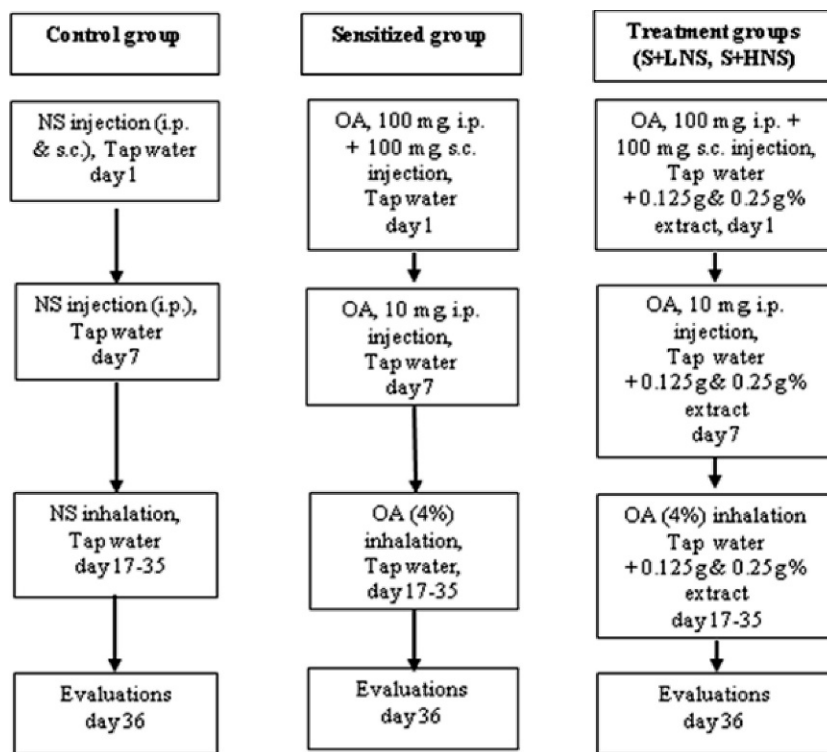 Control group
NS injection (i.p.
& s.c.), Tap water
day 1
NS injection (i.p.),
Tap water
day 7
NS inhalation,
Tap water
day 17-35
Evaluations
day 36
Sensitized group
OA, 100 mg, i.p.
+ 100 mg, s.c.
injection,
Tap water
day 1
OA, 10 mg, i.p.
injection,
Tap water
day 7
OA (4%)
inhalation,
Tap water,
day 17-35
Evaluations
day 36
Treatment groups
(S+LNS, S+HNS)
OA, 100 mg, i.p. +
100 mg, s.c. injection,
Tap water
+0.125g& 0.25g%
extract, day 1
OA, 10 mg, i.p.
injection,
Tap water
+0.125g& 0.25g%
extract
day 7
OA (4%) inhalation
Tap water
+0.125g& 0.25g%
extract
day 17-35
Evaluations
day 36